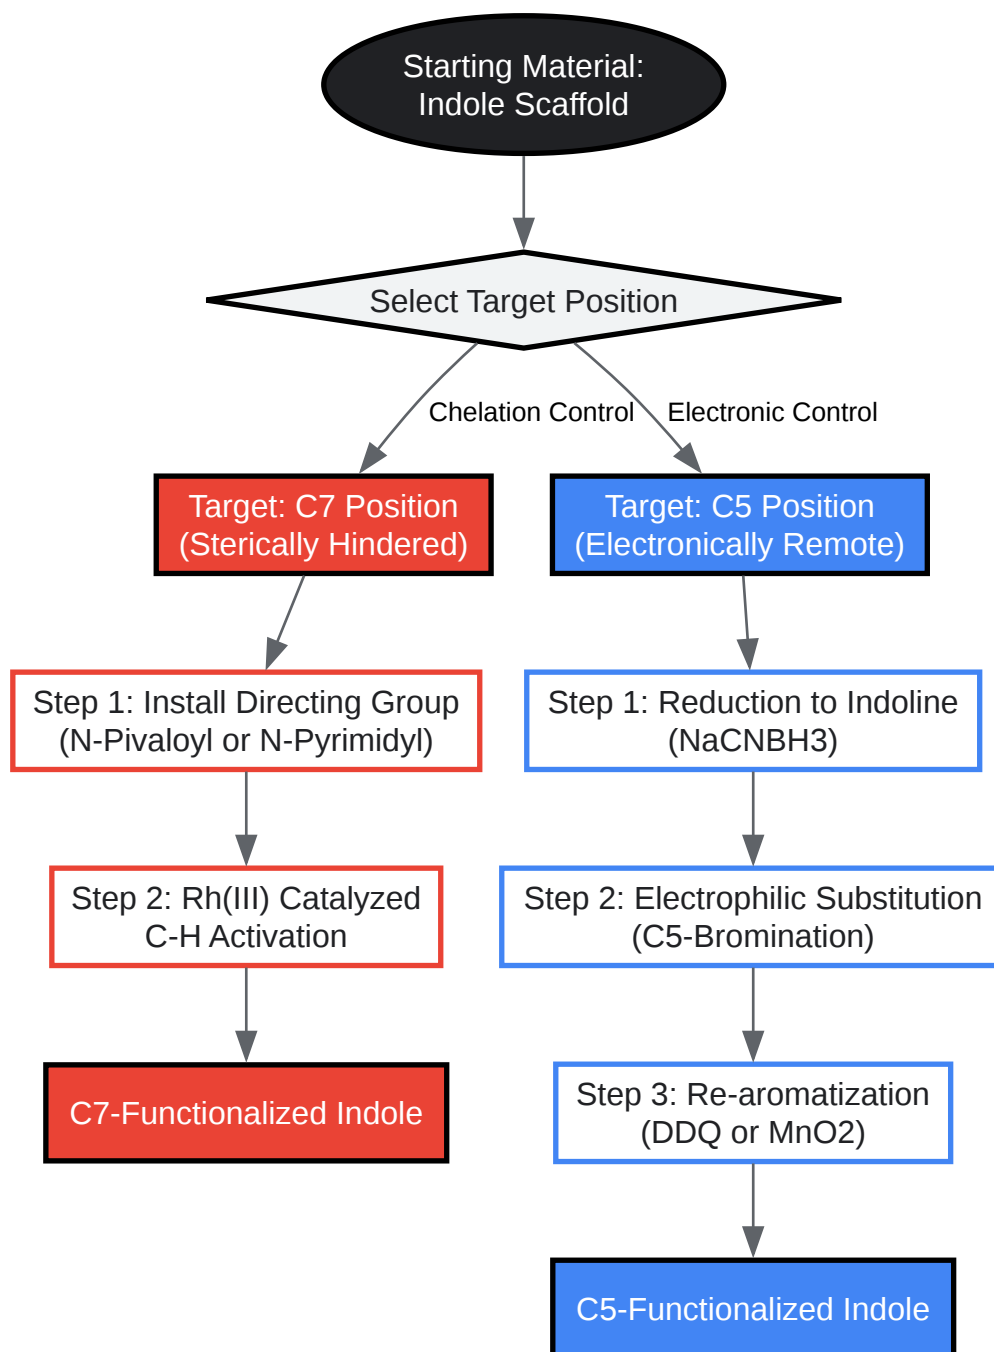 Starting Material:
Indole Scaffold
Select Target Position
Chelation Control
Electronic Control
Target: C7 Position
(Sterically Hindered)
Target: C5 Position
(Electronically Remote)
Step 1: Install Directing Group
(N-Pivaloyl or N-Pyrimidyl)
Step 1: Reduction to Indoline
(NaCNBH3)
Step 2: Rh(III) Catalyzed
C-H Activation
Step 2: Electrophilic Substitution
(C5-Bromination)
C7-Functionalized Indole
Step 3: Re-aromatization
(DDQ or MnO2)
C5-Functionalized Indole